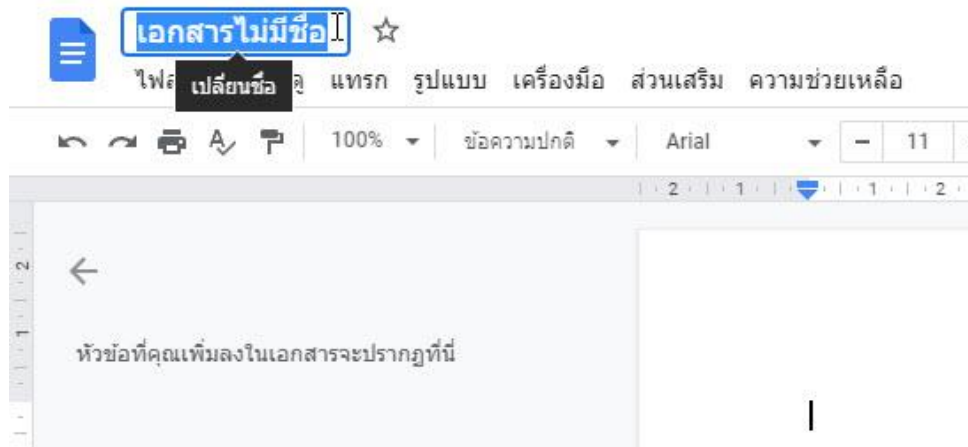 เอกสารไม่มีชื่อ
แทรก รูปแบบ เครื่องมือ ส่วนเสริม ความช่วยเหลือ
เปลี่ยนชื่อ
100% ข้อความปกติ Arial - 11
2 1 1 2
2
1
หัวข้อที่คุณเพิ่มลงในเอกสารจะปรากฏที่นี่